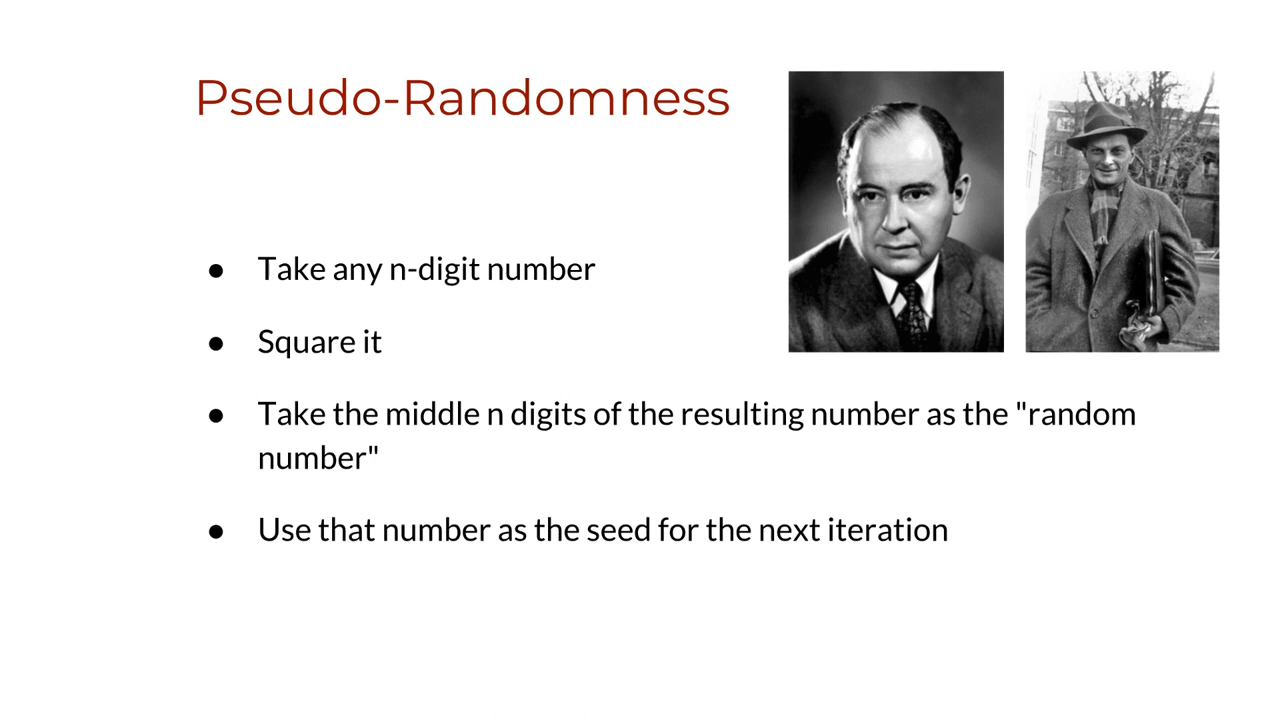 Pseudo-Randomness
● Take any n-digit number
● Square it
● Take the middle n digits of the resulting number as the "random
number"
● Use that number as the seed for the next iteration